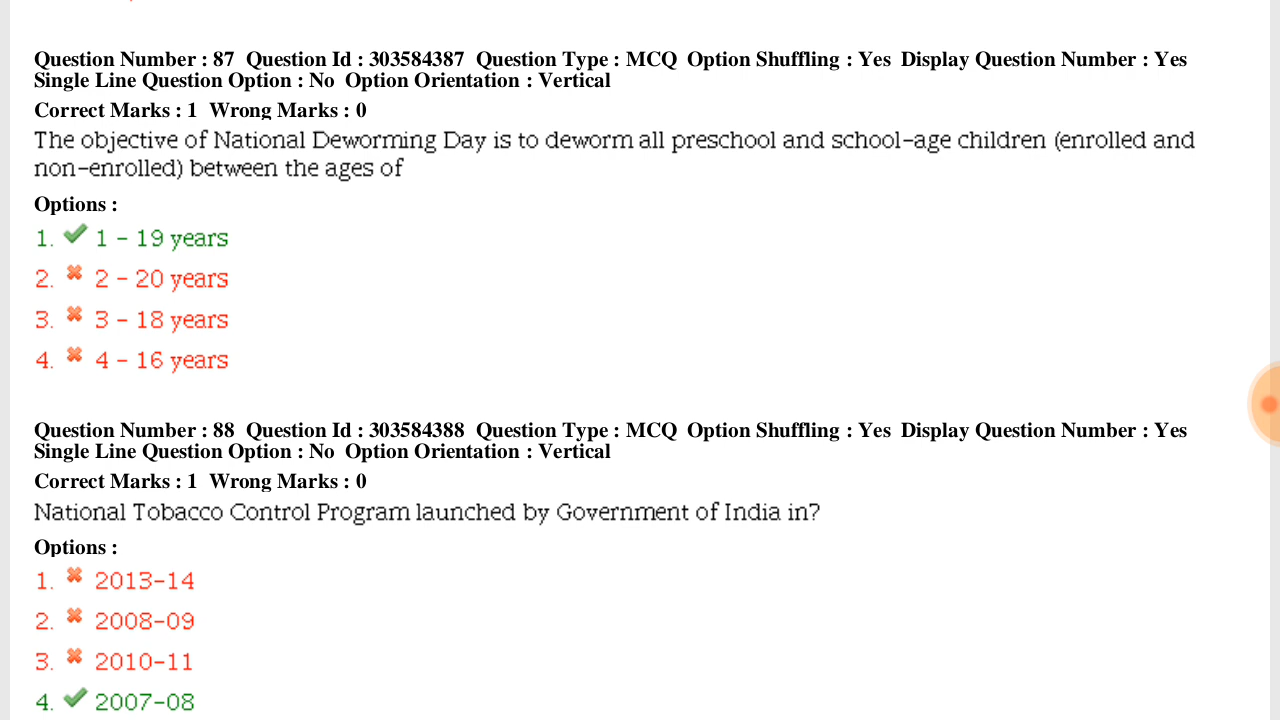 Question Number : 87 Question Id : 303584387 Question Type : MCQ Option Shuffling : Yes Display Question Number : Yes
Single Line Question Option : No Option Orientation : Vertical
Correct Marks : 1 Wrong Marks : 0
The objective of National Deworming Day is to deworm all preschool and school-age children (enrolled and
non-enrolled) between the ages of
Options :
1. 1 - 19 years
2. 2 - 20 years
3. 3 - 18 years
4. 4 - 16 years
Question Number : 88 Question Id : 303584388 Question Type : MCQ Option Shuffling : Yes Display Question Number : Yes
Single Line Question Option : No Option Orientation : Vertical
Correct Marks : 1 Wrong Marks : 0
National Tobacco Control Program launched by Government of India in?
Options :
1. 2013-14
2. 2008-09
3. 2010-11
4. 2007-08